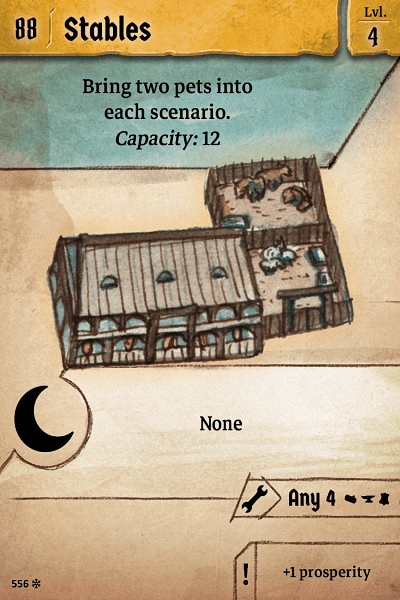 88 Stables
Lvl.
4
Bring two pets into
each scenario.
Capacity: 12
None
Any 4
! +1 prosperity
556